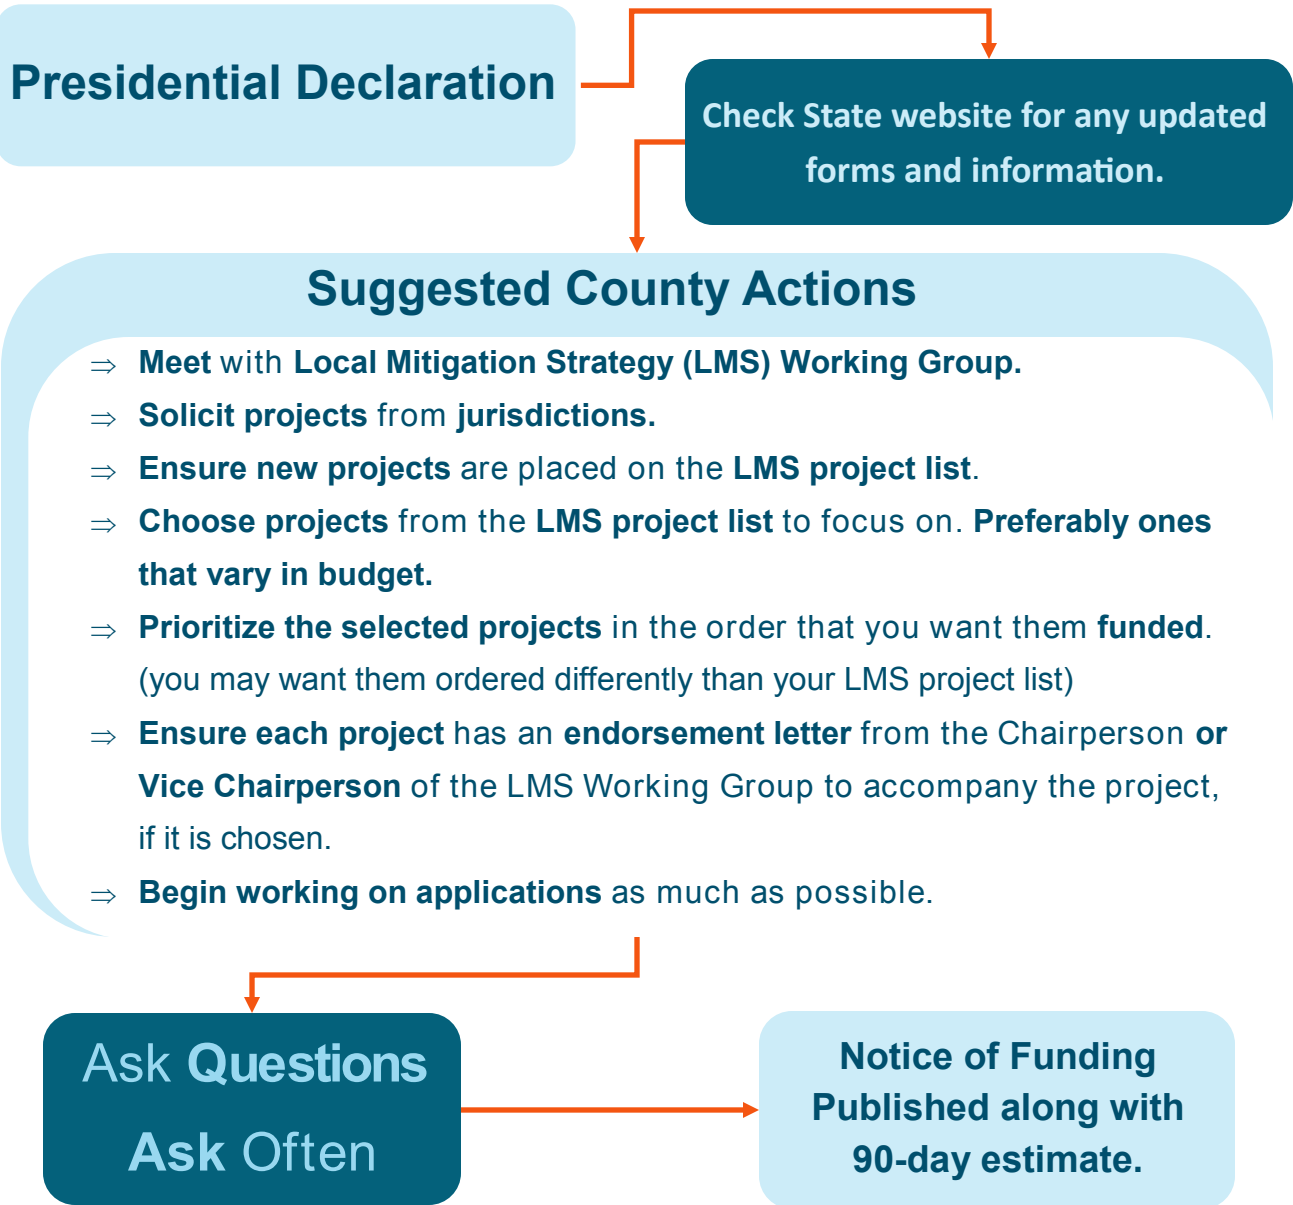 Presidential Declaration
Check State website for any updated
forms and information.
Suggested County Actions
⇒ Meet with Local Mitigation Strategy (LMS) Working Group.
⇒ Solicit projects from jurisdictions.
⇒ Ensure new projects are placed on the LMS project list.
⇒ Choose projects from the LMS project list to focus on. Preferably ones
that vary in budget.
⇒ Prioritize the selected projects in the order that you want them funded.
(you may want them ordered differently than your LMS project list)
⇒ Ensure each project has an endorsement letter from the Chairperson or
Vice Chairperson of the LMS Working Group to accompany the project,
if it is chosen.
⇒ Begin working on applications as much as possible.
Ask Questions
Ask Often
Notice of Funding
Published along with
90-day estimate.